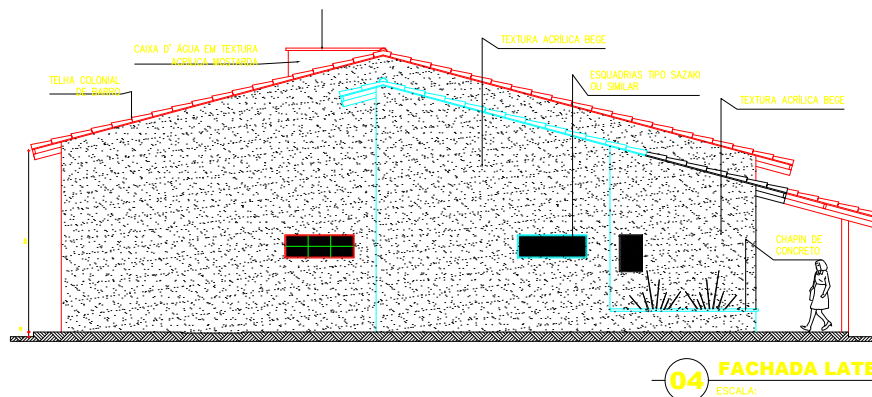 CAIXA D' ÁGUA EM TEXTURA
ACRÍLICA MOSTARDA
TELHA COLONIAL
DE BARRO
TEXTURA ACRÍLICA BEGE
ESQUADRIAS TIPO SAZAKI
OU SIMILAR
TEXTURA ACRÍLICA BEGE
CHAPIN DE
CONCRETO
04
FACHADA LATE
ESCALA: